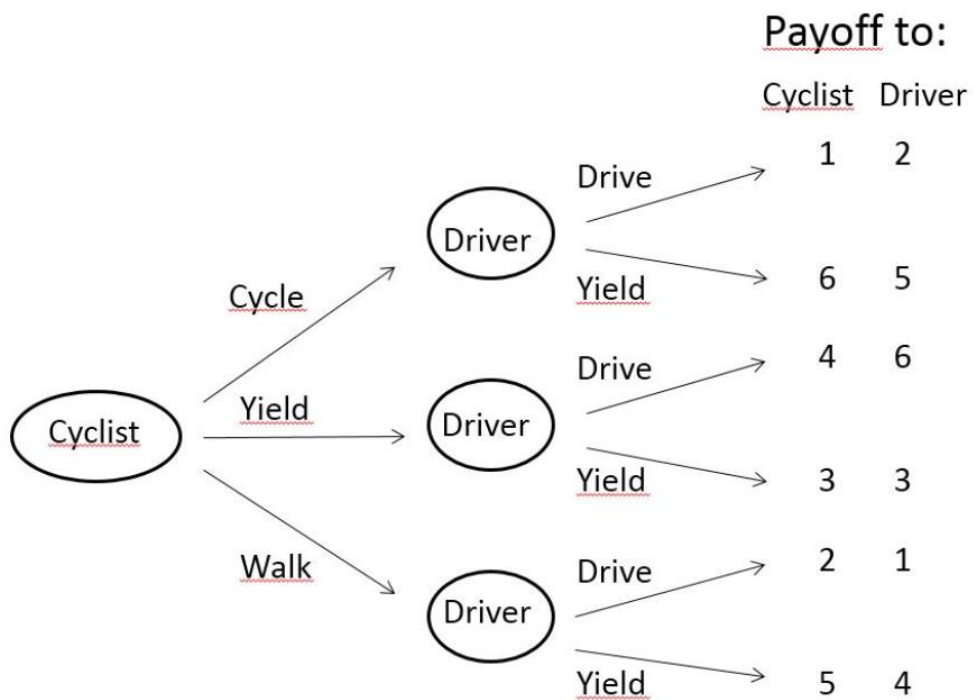 Payoff to:
Cyclist Driver
1 2
Drive
Driver
6 5
Yield
Cycle
4 6
Drive
Yield
Cyclist
Driver
3 3
Yield
2 1
Drive
Walk
Driver
5 4
Yield